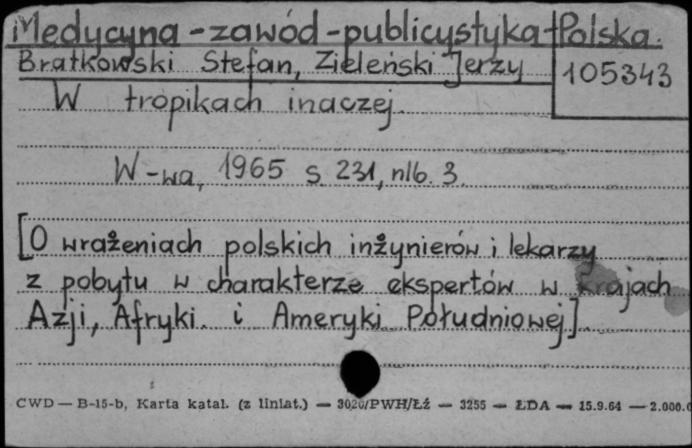 Medycyna - zawód - publicystyka - Polska.
Bratkowski Stefan, Zieleński Jerzy
105343
W tropikach inaczej.
W-wa, 1965 s. 231, nlb. 3.
[O wrażeniach polskich inżynierów i lekarzy
z pobytu w charakterze ekspertów w krajach
Azji, Afryki i Ameryki Południowej].
CWD — B-15-b, Karta katal. (z liniat.) — 3020/PWH/Łź — 3255 — ŁDA — 15.9.64 — 2.000.0